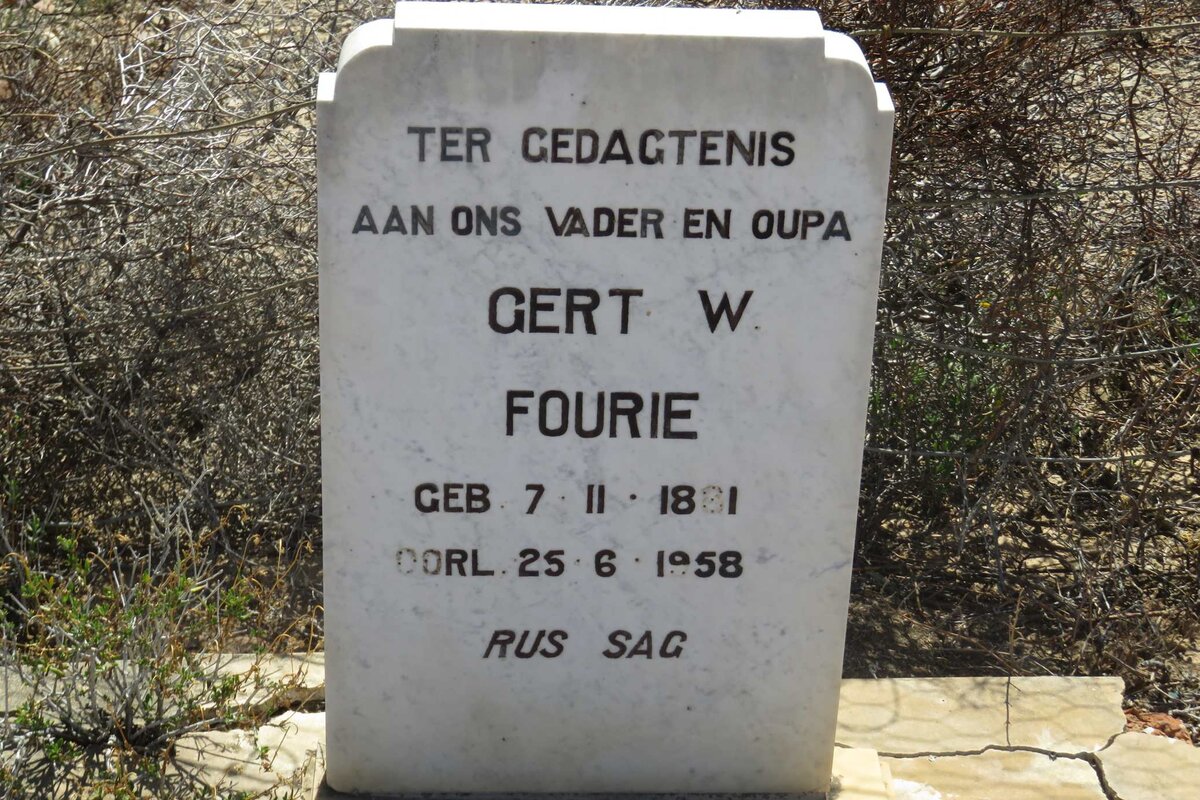 TER GEDAGTENIS
AAN ONS VADER EN OUPA
GERT W.
FOURIE
GEB. 7 · 11 · 1881
OORL. 25 · 6 · 1958
RUS SAG